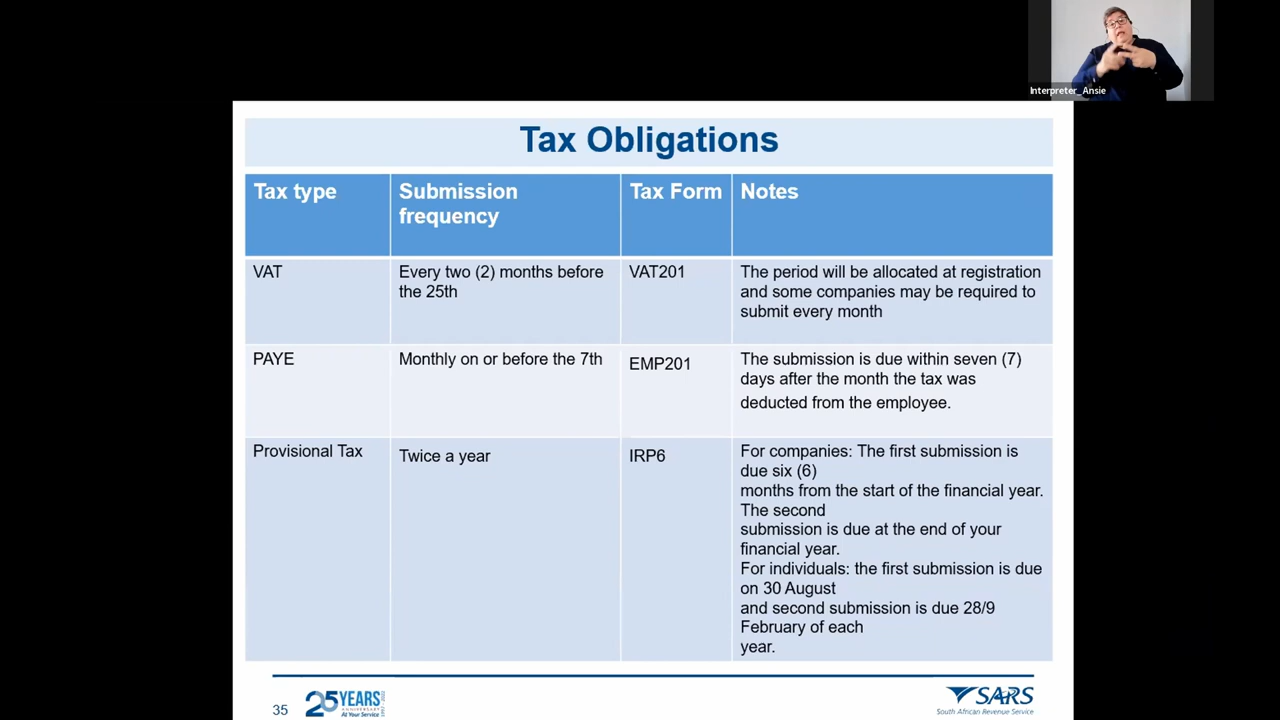 Interpreter_Ansie
Tax Obligations
Tax type
Submission
frequency
Tax Form
Notes
VAT
Every two (2) months before
the 25th
VAT201
The period will be allocated at registration
and some companies may be required to
submit every month
PAYE
Monthly on or before the 7th
EMP201
The submission is due within seven (7)
days after the month the tax was
deducted from the employee.
Provisional Tax
Twice a year
IRP6
For companies: The first submission is
due six (6)
months from the start of the financial year.
The second
submission is due at the end of your
financial year.
For individuals: the first submission is due
on 30 August
and second submission is due 28/9
February of each
year.
35
25 YEARS
ANNIVERSARY
At Your Service
SARS
South African Revenue Service